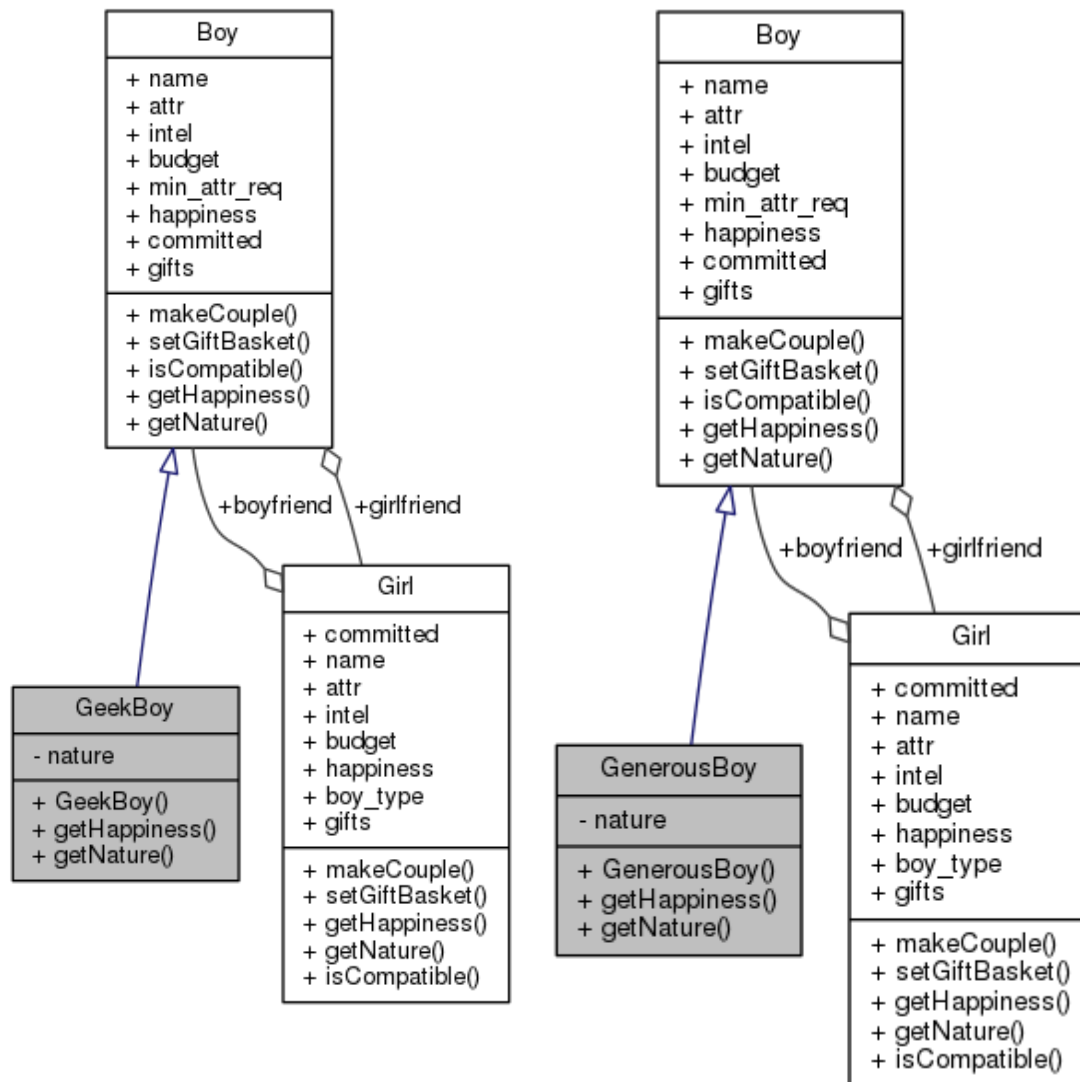 Boy
+ name
+ attr
+ intel
+ budget
+ min_attr_req
+ happiness
+ committed
+ gifts
+ makeCouple()
+ setGiftBasket()
+ isCompatible()
+ getHappiness()
+ getNature()
+boyfriend
+girlfriend
GeekBoy
- nature
+ GeekBoy()
+ getHappiness()
+ getNature()
Girl
+ committed
+ name
+ attr
+ intel
+ budget
+ happiness
+ boy_type
+ gifts
+ makeCouple()
+ setGiftBasket()
+ getHappiness()
+ getNature()
+ isCompatible()
Boy
+ name
+ attr
+ intel
+ budget
+ min_attr_req
+ happiness
+ committed
+ gifts
+ makeCouple()
+ setGiftBasket()
+ isCompatible()
+ getHappiness()
+ getNature()
+boyfriend
+girlfriend
GenerousBoy
- nature
+ GenerousBoy()
+ getHappiness()
+ getNature()
Girl
+ committed
+ name
+ attr
+ intel
+ budget
+ happiness
+ boy_type
+ gifts
+ makeCouple()
+ setGiftBasket()
+ getHappiness()
+ getNature()
+ isCompatible()